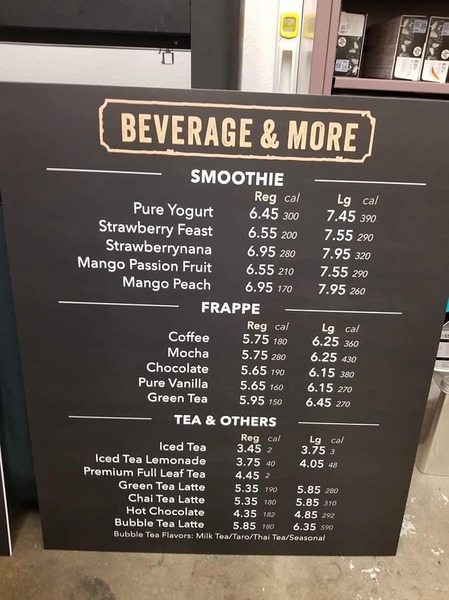 BEVERAGE & MORE
SMOOTHIE
Reg cal Lg cal
Pure Yogurt 6.45 300 7.45 390
Strawberry Feast 6.55 200 7.55 290
Strawberrynana 6.95 280 7.95 320
Mango Passion Fruit 6.55 210 7.55 290
Mango Peach 6.95 170 7.95 260
FRAPPE
Reg cal Lg cal
Coffee 5.75 180 6.25 360
Mocha 5.75 280 6.25 430
Chocolate 5.65 190 6.15 380
Pure Vanilla 5.65 160 6.15 270
Green Tea 5.95 150 6.45 270
TEA & OTHERS
Reg cal Lg cal
Iced Tea 3.45 2 3.75 3
Iced Tea Lemonade 3.75 40 4.05 48
Premium Full Leaf Tea 4.45 2
Green Tea Latte 5.35 190 5.85 280
Chai Tea Latte 5.35 180 5.85 310
Hot Chocolate 4.35 182 4.85 292
Bubble Tea Latte 5.85 180 6.35 590
Bubble Tea Flavors: Milk Tea/Taro/Thai Tea/Seasonal